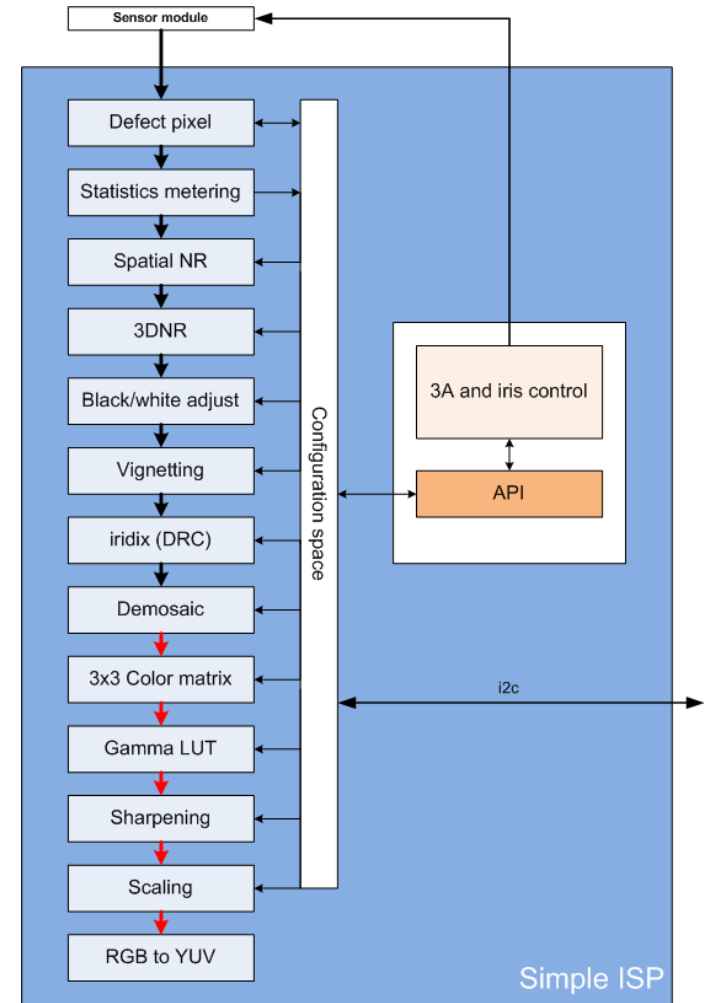 Sensor module
Defect pixel
Statistics metering
Spatial NR
3DNR
Black/white adjust
Vignetting
iridix (DRC)
Demosaic
3x3 Color matrix
Gamma LUT
Sharpening
Scaling
RGB to YUV
Configuration space
3A and iris control
API
i2c
Simple ISP